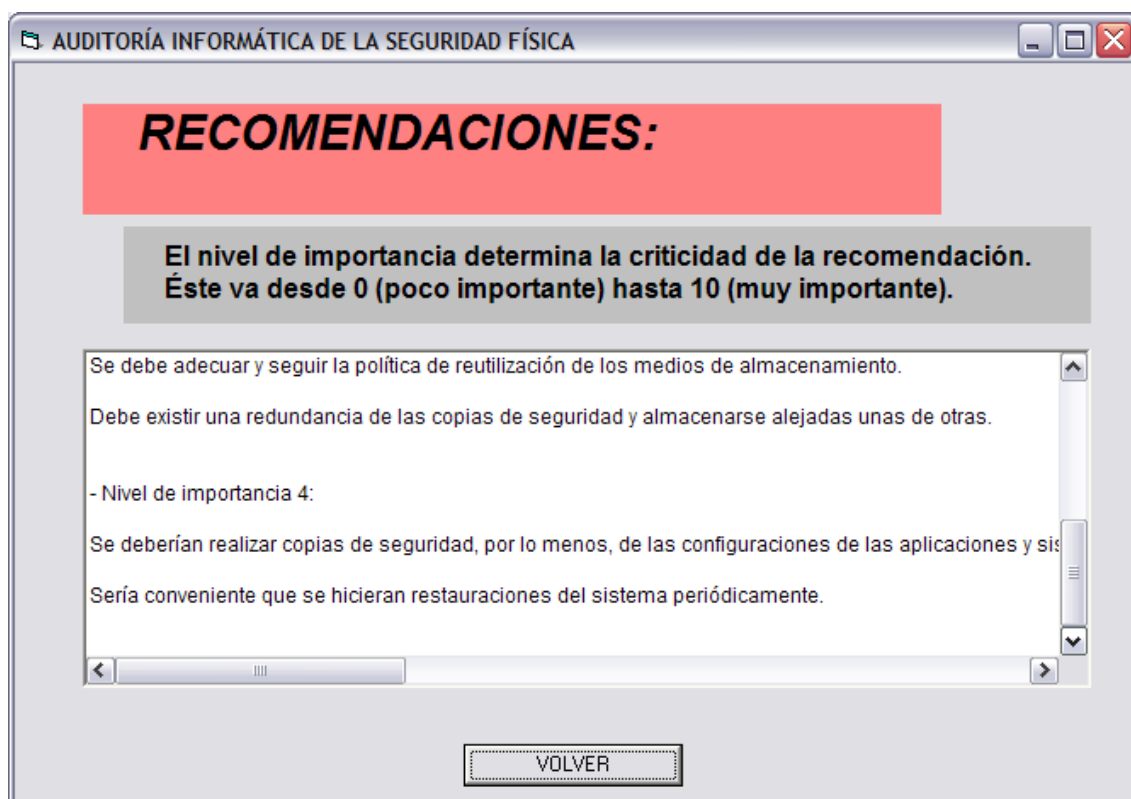 AUDITORÍA INFORMÁTICA DE LA SEGURIDAD FÍSICA
RECOMENDACIONES:
El nivel de importancia determina la criticidad de la recomendación.
Éste va desde 0 (poco importante) hasta 10 (muy importante).
Se debe adecuar y seguir la política de reutilización de los medios de almacenamiento.
Debe existir una redundancia de las copias de seguridad y almacenarse alejadas unas de otras.
- Nivel de importancia 4:
Se deberían realizar copias de seguridad, por lo menos, de las configuraciones de las aplicaciones y
Sería conveniente que se hicieran restauraciones del sistema periódicamente.
VOLVER